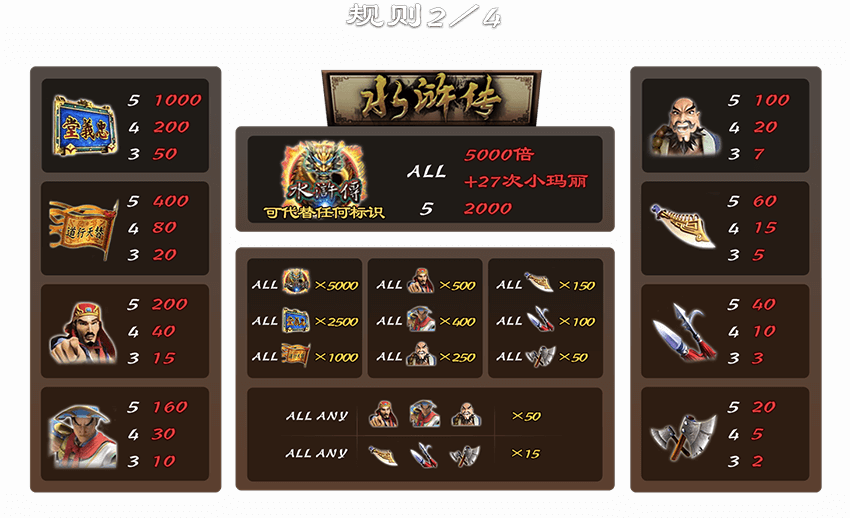 规则2/4
忠義堂
5 1000
4 200
3 50
替天行道
5 400
4 80
3 20
5 200
4 40
3 15
5 160
4 30
3 10
水浒传
水浒传
可代替任何标识
ALL 5000倍
+27次小玛丽
5 2000
ALL ×5000
ALL ×2500
ALL ×1000
ALL ×500
ALL ×400
ALL ×250
ALL ×150
ALL ×100
ALL ×50
ALL ANY ×50
ALL ANY ×15
5 100
4 20
3 7
5 60
4 15
3 5
5 40
4 10
3 3
5 20
4 5
3 2